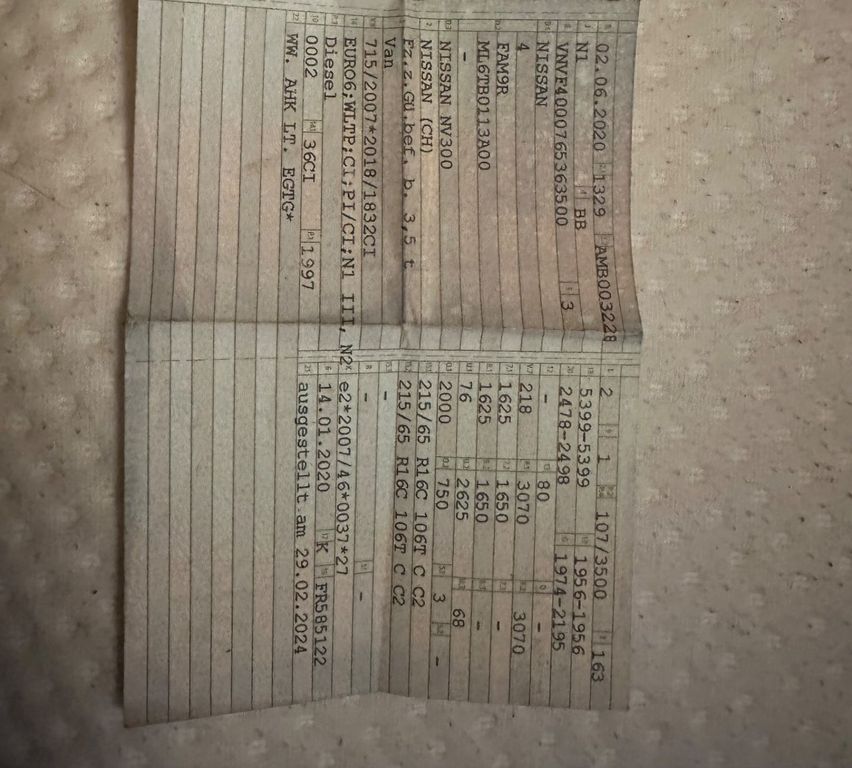 02.06.2020 1329 AMB003228
N1 BB
VNVF4000765363500 3
NISSAN
4
FAM9R
ML6TB0113A00
-
NISSAN NV300
NISSAN (CH)
Fz.z.Gü.bef. b. 3,5 t
Van
715/2007*2018/1832CI
EURO6;WLTP;CI;PI/CI;N1 III, N2
Diesel
0002 36CI 1997
WW. AHK LT. EGTG*
2 1 107/3500 163
5399-5399 1956-1956
2478-2498 1974-2195
- 80 -
218 3070 3070
1625 1650 -
1625 1650 -
76 2625 68
2000 750 3 -
215/65 R16C 106T C C2
215/65 R16C 106T C C2
-
- -
e2*2007/46*0037*27
14.01.2020 K FR585122
ausgestellt am 29.02.2024